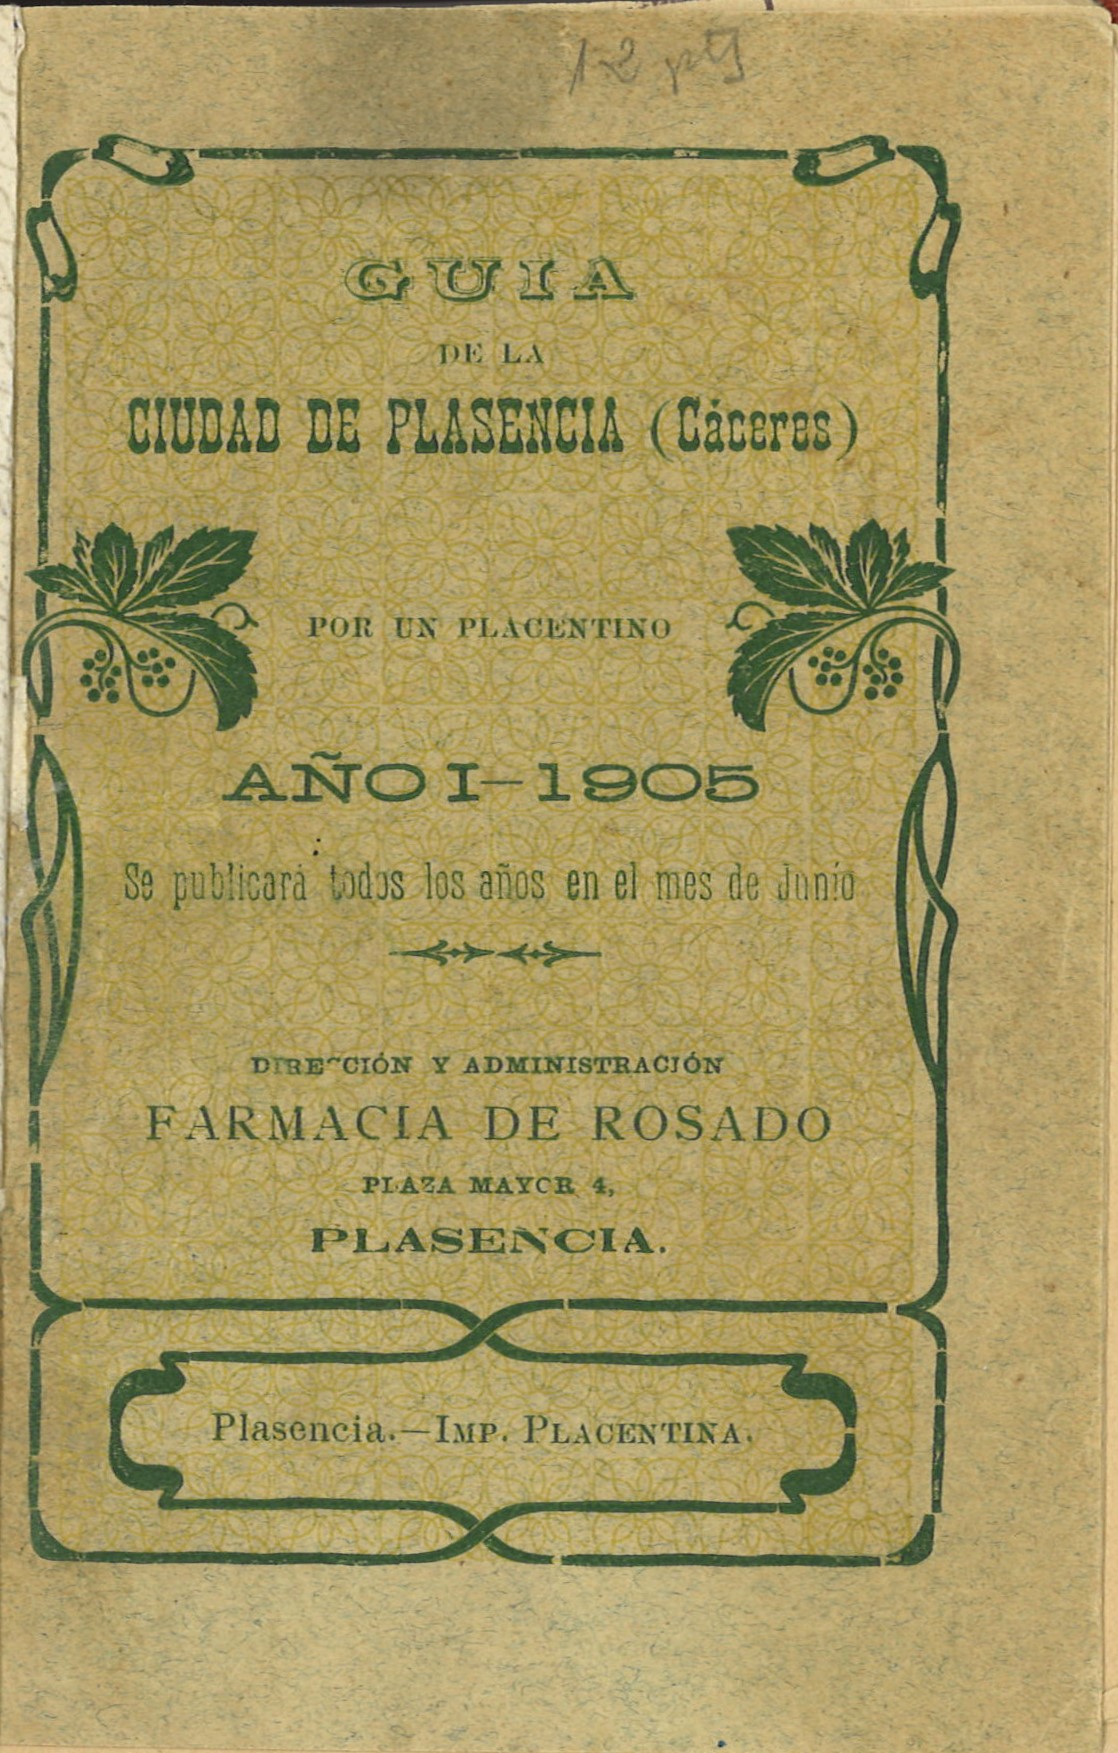 12 pts
GUIA
DE LA
CIUDAD DE PLASENCIA (Cáceres)
POR UN PLACENTINO
AÑO I—1905
Se publicará todos los años en el mes de Junio
DIRECCIÓN Y ADMINISTRACIÓN
FARMACIA DE ROSADO
PLAZA MAYOR 4,
PLASENCIA.
Plasencia.—IMP. PLACENTINA.